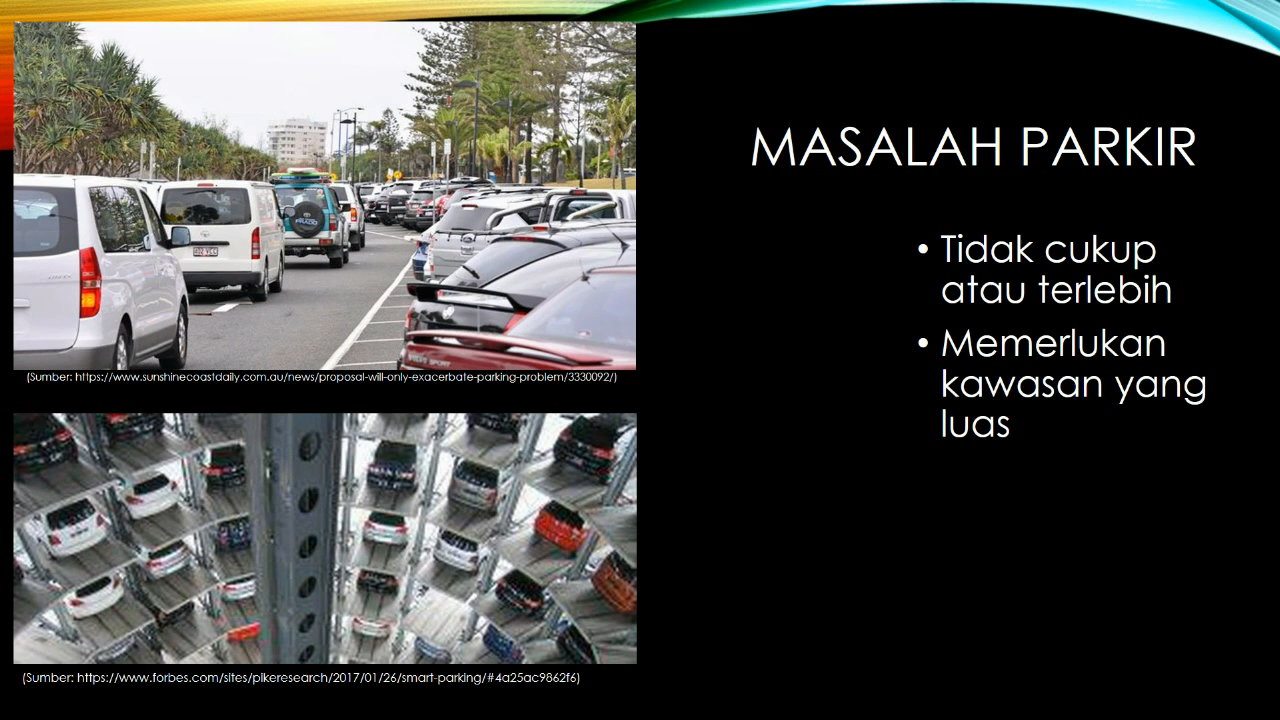 MASALAH PARKIR
• Tidak cukup
atau terlebih
• Memerlukan
kawasan yang
luas
(Sumber: https://www.sunshinecoastdaily.com.au/news/proposal-will-only-exacerbate-parking-problem/3330092/)
(Sumber: https://www.forbes.com/sites/pikeresearch/2017/01/26/smart-parking/#4a25ac9862f6)